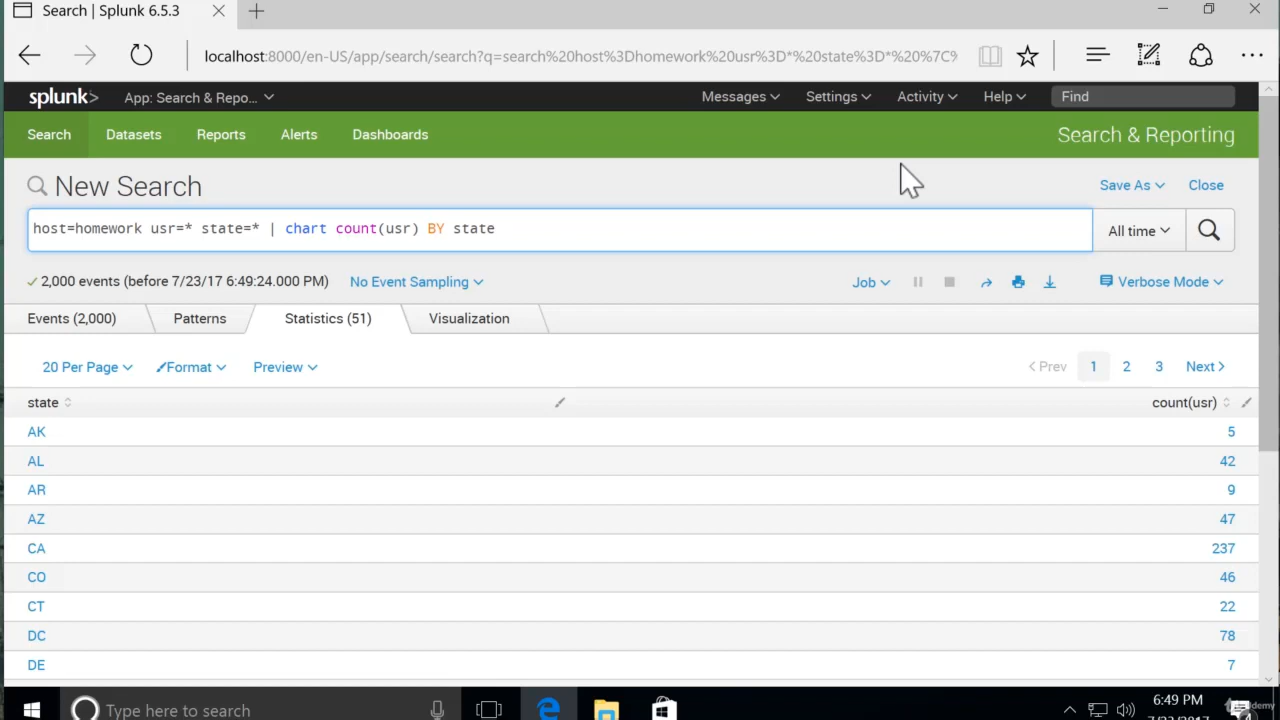 Search | Splunk 6.5.3
localhost:8000/en-US/app/search/search?q=search%20host%3Dhomework%20usr%3D*%20state%3D*%20%7C%
splunk> App: Search & Repo... Messages Settings Activity Help Find
Search Datasets Reports Alerts Dashboards Search & Reporting
New Search Save As Close
host=homework usr=* state=* | chart count(usr) BY state All time
2,000 events (before 7/23/17 6:49:24.000 PM) No Event Sampling Job Verbose Mode
Events (2,000) Patterns Statistics (51) Visualization
20 Per Page Format Preview < Prev 1 2 3 Next >
state count(usr)
AK 5
AL 42
AR 9
AZ 47
CA 237
CO 46
CT 22
DC 78
DE 7
Type here to search 6:49 PM